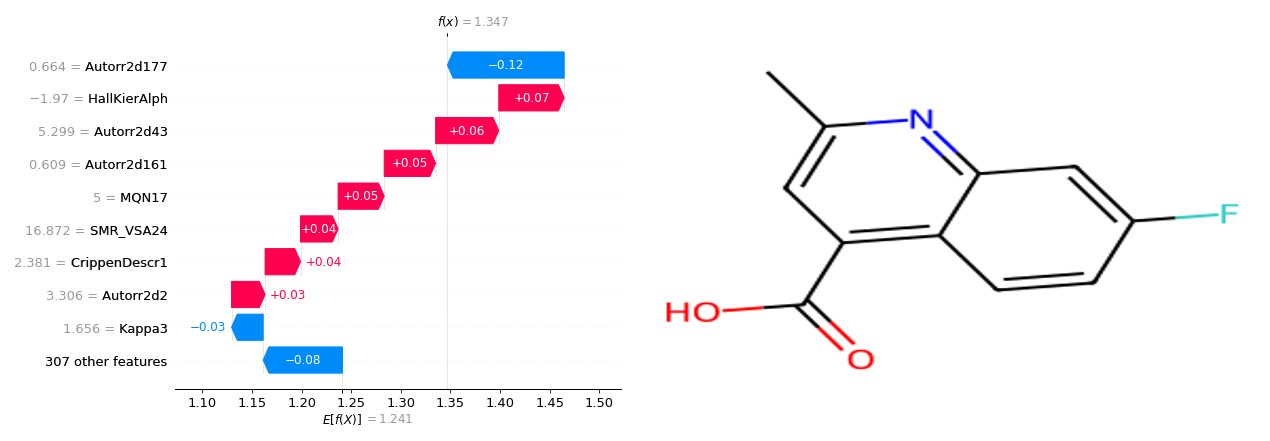 f(x) = 1.347
0.664 = Autorr2d177
−0.12
−1.97 = HallKierAlph
+0.07
5.299 = Autorr2d43
+0.06
0.609 = Autorr2d161
+0.05
5 = MQN17
+0.05
16.872 = SMR_VSA24
+0.04
2.381 = CrippenDescr1
+0.04
3.306 = Autorr2d2
+0.03
1.656 = Kappa3
−0.03
307 other features
−0.08
1.10 1.15 1.20 1.25 1.30 1.35 1.40 1.45 1.50
E[f(X)] = 1.241
N
F
HO
O